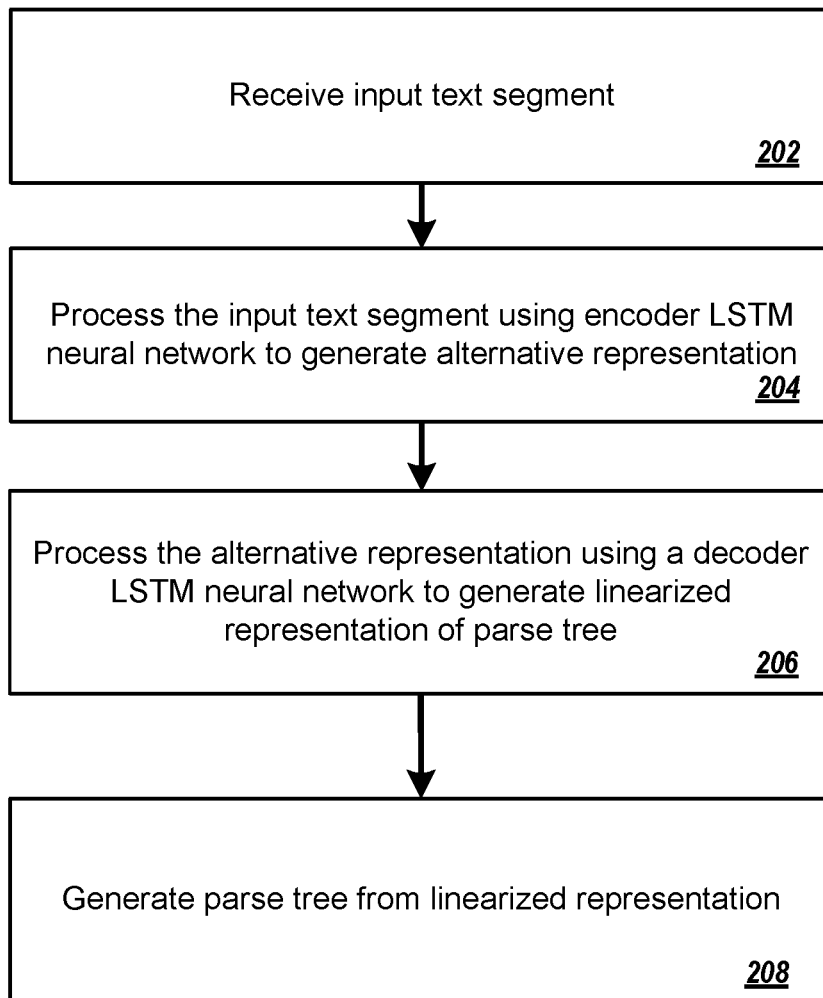 Receive input text segment
202
Process the input text segment using encoder LSTM
neural network to generate alternative representation
204
Process the alternative representation using a decoder
LSTM neural network to generate linearized
representation of parse tree
206
Generate parse tree from linearized representation
208